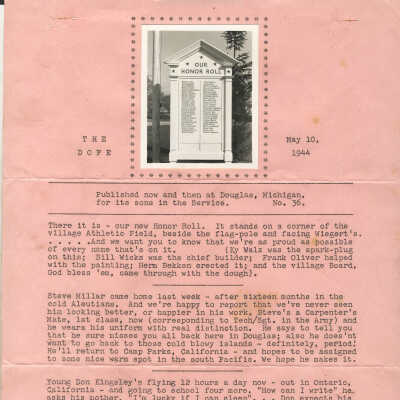 OUR
HONOR ROLL
THE
DOPE
May 10,
1944
Published now and then at Douglas, Michigan.
for its sons in the Service. No. 36.
There it is - our new Honor Roll. It stands on a corner of the
village Athletic Field, beside the flag-pole and facing Wiegert's.
. . . . . And we want you to know that we're as proud as possible
of every name that's on it. (Ky Walz was the spark-plug
on this; Bill Wicks was the chief builder; Frank Oliver helped
with the painting; Herm Bekken erected it; and the village Board,
God bless 'em, came through with the dough).
Steve Millar came home last week - after sixteen months in the
cold Aleutians. And we're happy to report that we've never seen
him looking better, or happier in his work. Steve's a Carpenter's
Mate, 1st class, now (corresponding to Tech/Sgt. in the Army) and
he wears his uniform with real distinction. He says to tell you
that he sure misses you all back here in Douglas; also he does'nt
want to go back to those cold blowy islands - definitely, period!
He'll return to Camp Parks, California - and hopes to be assigned
to some nice warm spot in the south Pacific. We hope he makes it.
Young Don Kingsley's flying 12 hours a day now - out in Ontario,
California - and going to school four more. "How can I write" he
asks his mother. "I'm lucky if I can sleep". . . Don expects his